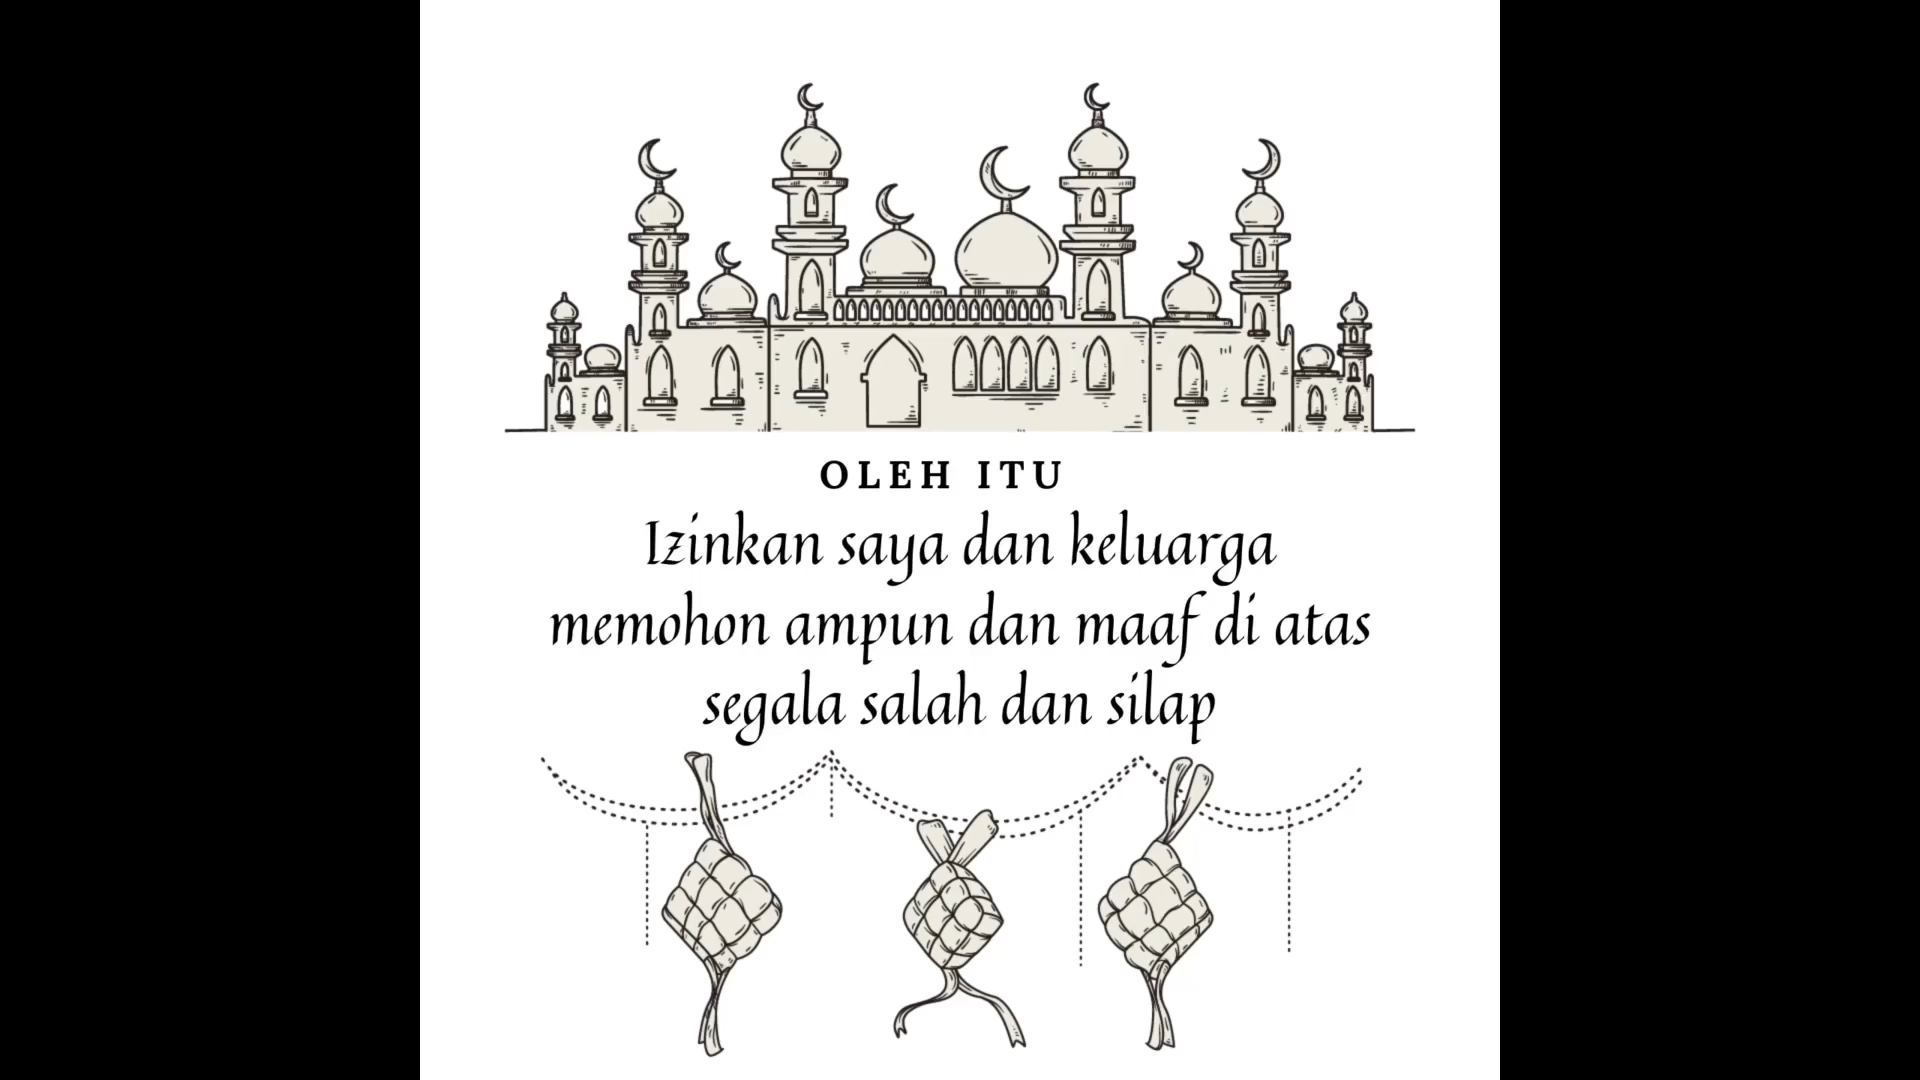 OLEH ITU
Izinkan saya dan keluarga
memohon ampun dan maaf di atas
segala salah dan silap